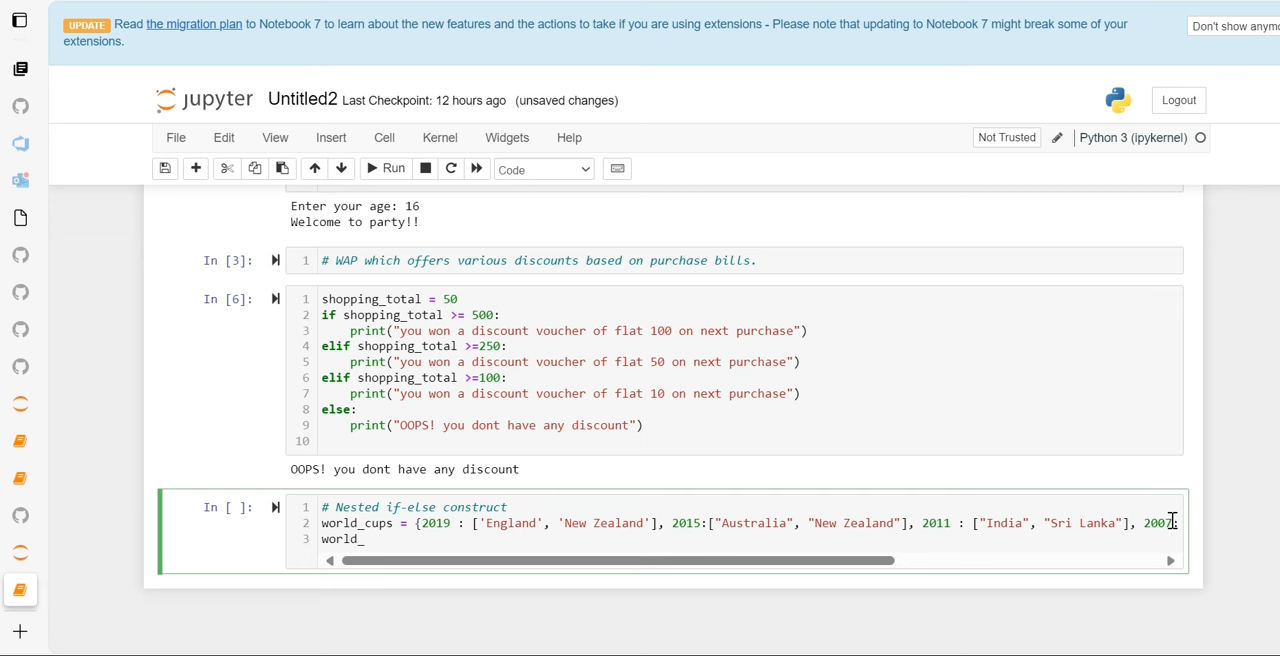 UPDATE Read the migration plan to Notebook 7 to learn about the new features and the actions to take if you are using extensions - Please note that updating to Notebook 7 might break some of your
extensions.
Don't show anymo
jupyter Untitled2 Last Checkpoint: 12 hours ago (unsaved changes)
Logout
File Edit View Insert Cell Kernel Widgets Help
Not Trusted Python 3 (ipykernel)
Run Code
Enter your age: 16
Welcome to party!!
In [3]: 1 # WAP which offers various discounts based on purchase bills.
In [6]: 1 shopping_total = 50
2 if shopping_total >= 500:
3 print("you won a discount voucher of flat 100 on next purchase")
4 elif shopping_total >=250:
5 print("you won a discount voucher of flat 50 on next purchase")
6 elif shopping_total >=100:
7 print("you won a discount voucher of flat 10 on next purchase")
8 else:
9 print("OOPS! you dont have any discount")
10
OOPS! you dont have any discount
In [ ]: 1 # Nested if-else construct
2 world_cups = {2019 : ['England', 'New Zealand'], 2015:["Australia", "New Zealand"], 2011 : ["India", "Sri Lanka"], 2007:
3 world_